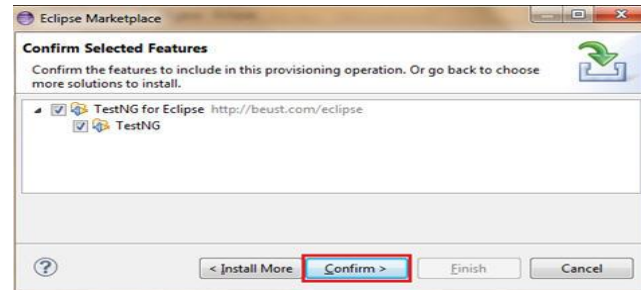 Eclipse Marketplace
Confirm Selected Features
Confirm the features to include in this provisioning operation. Or go back to choose
more solutions to install.
TestNG for Eclipse http://beust.com/eclipse
TestNG
< Install More Confirm > Finish Cancel